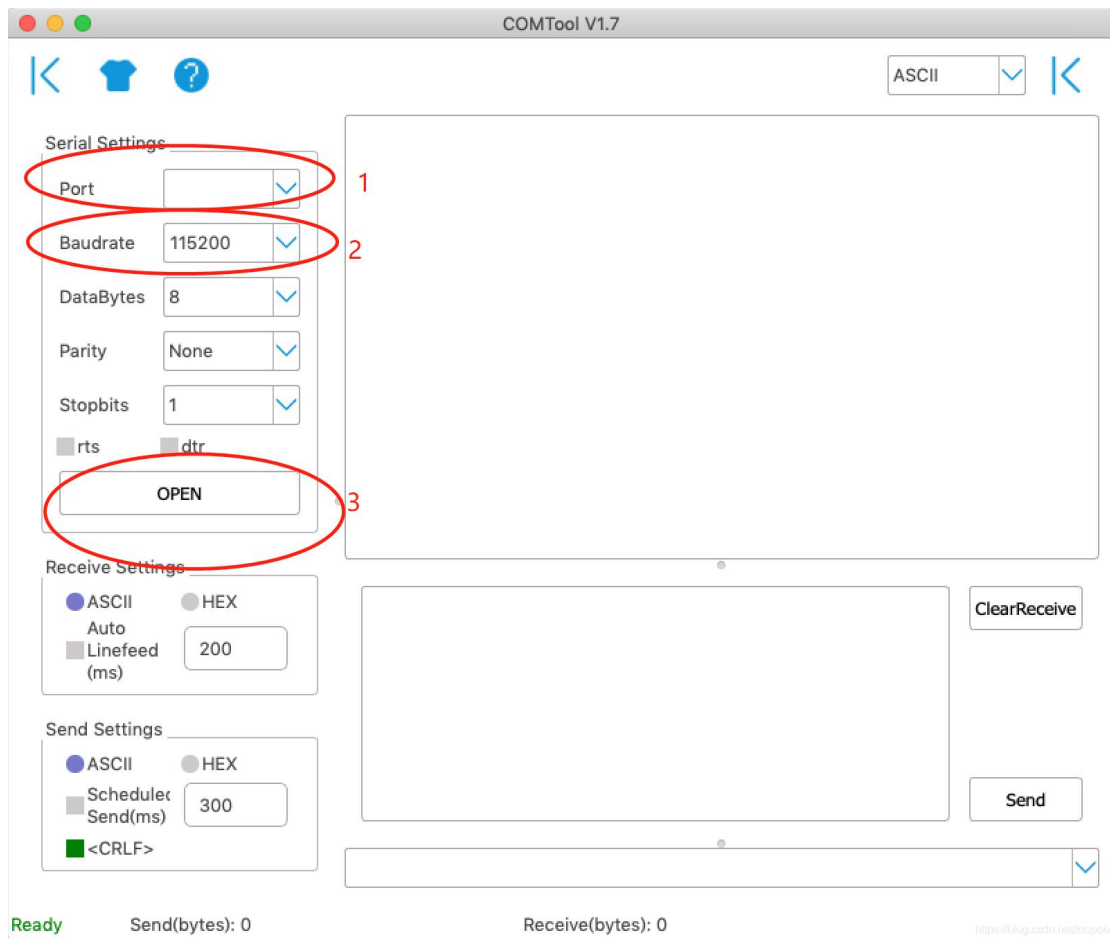 COMTool V1.7
ASCII
Serial Settings
Port
1
Baudrate 115200
2
DataBytes 8
Parity None
Stopbits 1
rts dtr
OPEN
3
Receive Settings
ASCII HEX
Auto
Linefeed
(ms)
200
ClearReceive
Send Settings
ASCII HEX
Scheduled
Send(ms)
300
<CRLF>
Send
Ready Send(bytes): 0 Receive(bytes): 0